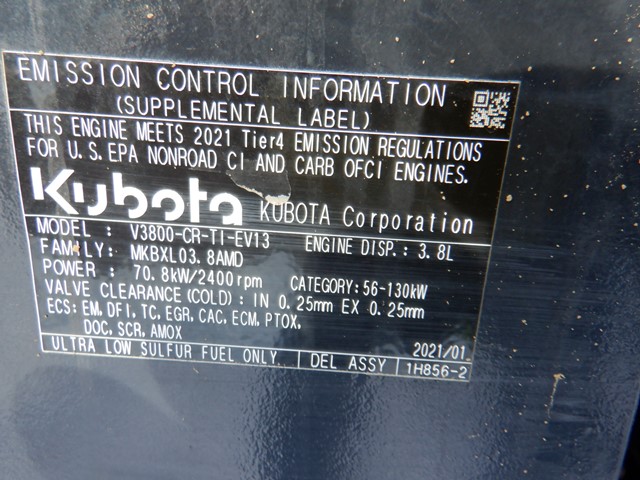 EMISSION CONTROL INFORMATION
(SUPPLEMENTAL LABEL)
THIS ENGINE MEETS 2021 Tier4 EMISSION REGULATIONS
FOR U.S. EPA NONROAD CI AND CARB OFCI ENGINES.
Kubota KUBOTA Corporation
MODEL : V3800-CR-TI-EV13 ENGINE DISP.: 3.8L
FAMILY: MKBXL03.8AMD
POWER : 70.8kW/2400rpm CATEGORY:56-130kW
VALVE CLEARANCE(COLD): IN 0.25mm EX 0.25mm
ECS: EM, DFI, TC, EGR, CAC, ECM, PTOX,
DOC, SCR, AMOX 2021/01
ULTRA LOW SULFUR FUEL ONLY DEL ASSY 1H856-2